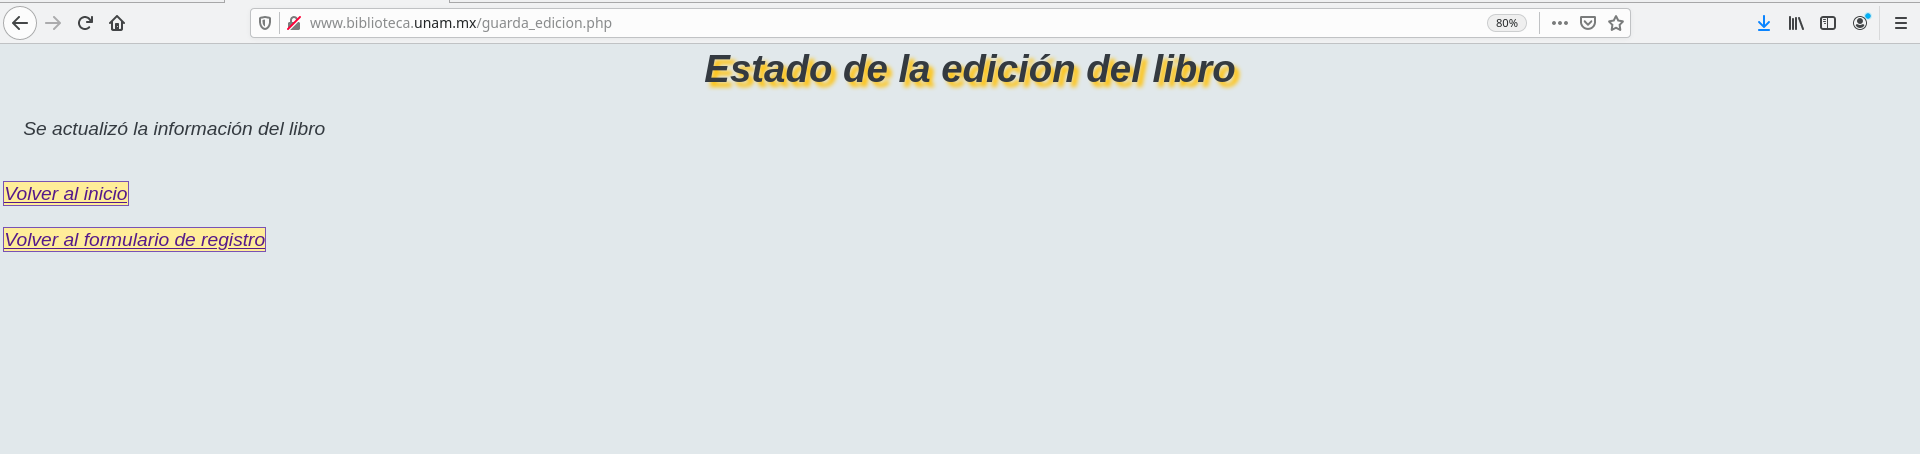 www.biblioteca.unam.mx/guarda_edicion.php
80%
Estado de la edición del libro
Se actualizó la información del libro
Volver al inicio
Volver al formulario de registro